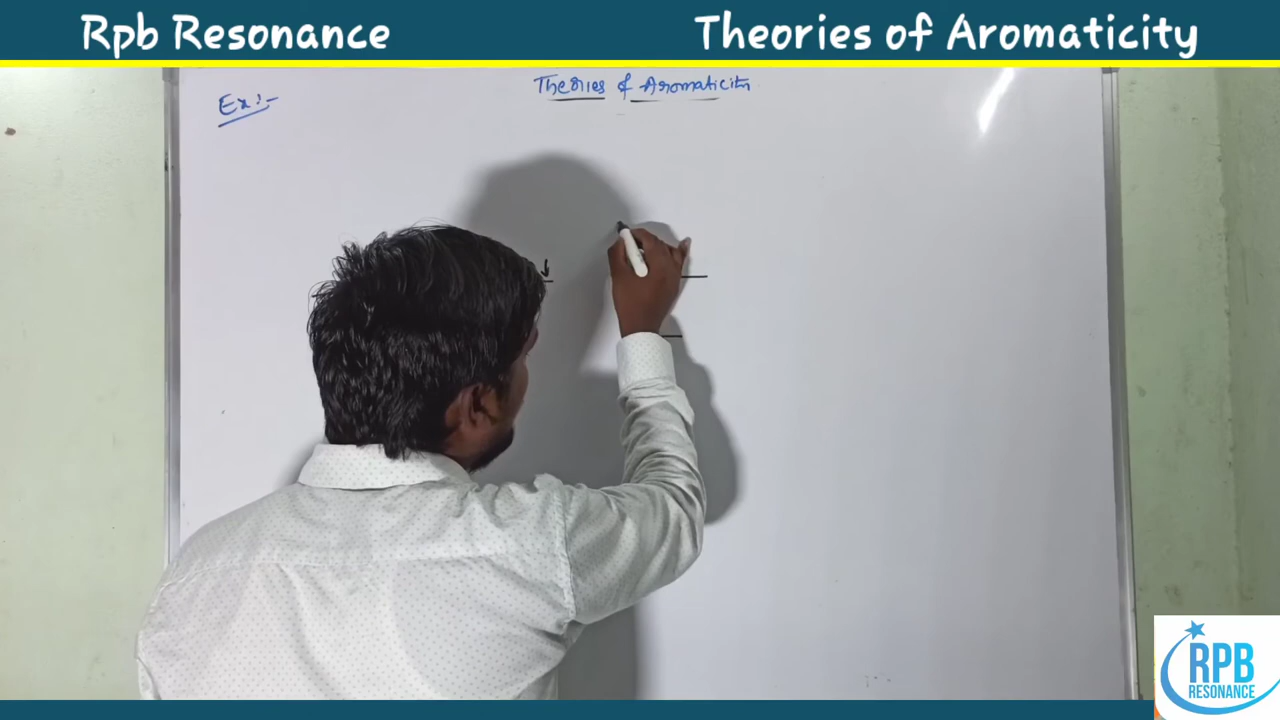 Rpb Resonance
Theories of Aromaticity
Theories of Aromaticity
Ex:-
RPB
RESONANCE